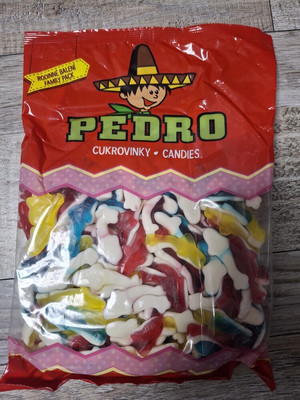 RODINNÉ BALENÍ
FAMILY PACK
PEDRO
CUKROVINKY • CANDIES